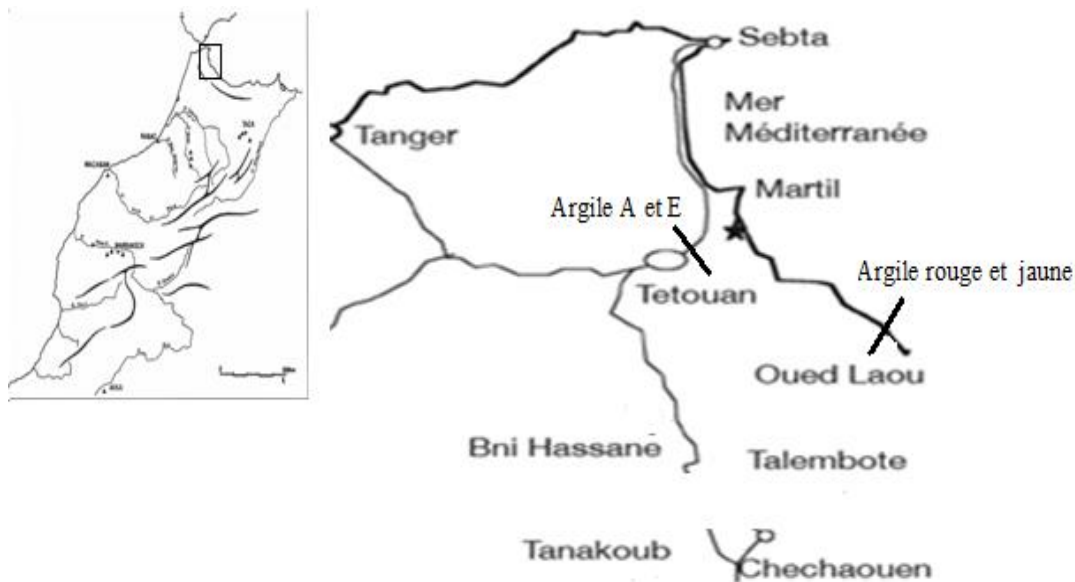 Sebta
Mer
Méditerranée
Tanger
Martil
Argile A et E
Argile rouge et jaune
Tetouan
Oued Laou
Bni Hassane
Talembote
Tanakoub
Chechaouen